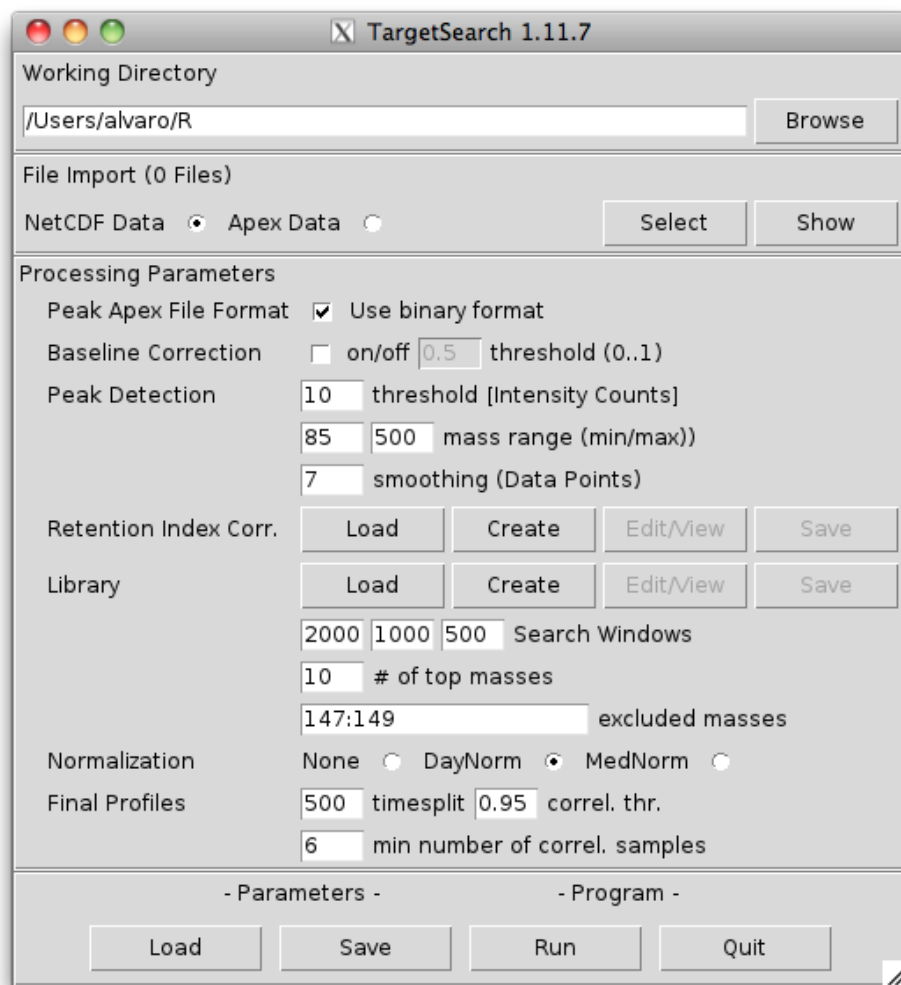 TargetSearch 1.11.7
Working Directory
/Users/alvaro/R Browse
File Import (0 Files)
NetCDF Data Apex Data Select Show
Processing Parameters
Peak Apex File Format Use binary format
Baseline Correction on/off 0.5 threshold (0..1)
Peak Detection 10 threshold [Intensity Counts]
85 500 mass range (min/max))
7 smoothing (Data Points)
Retention Index Corr. Load Create Edit/View Save
Library Load Create Edit/View Save
2000 1000 500 Search Windows
10 # of top masses
147:149 excluded masses
Normalization None DayNorm MedNorm
Final Profiles 500 timesplit 0.95 correl. thr.
6 min number of correl. samples
- Parameters - - Program -
Load Save Run Quit